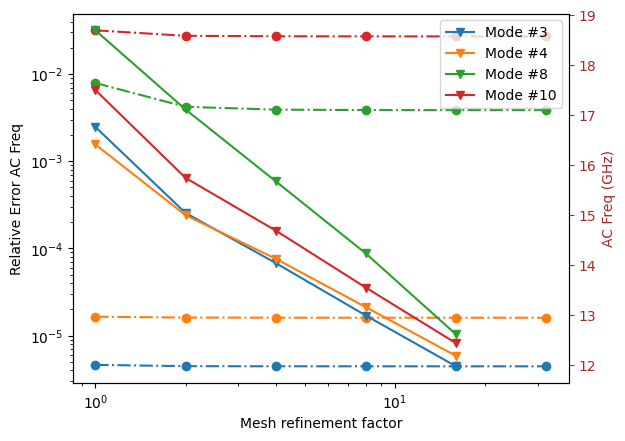 Mode #3
Mode #4
Mode #8
Mode #10
10⁻²
10⁻³
10⁻⁴
10⁻⁵
Relative Error AC Freq
10⁰
10¹
Mesh refinement factor
19
18
17
16
15
14
13
12
AC Freq (GHz)